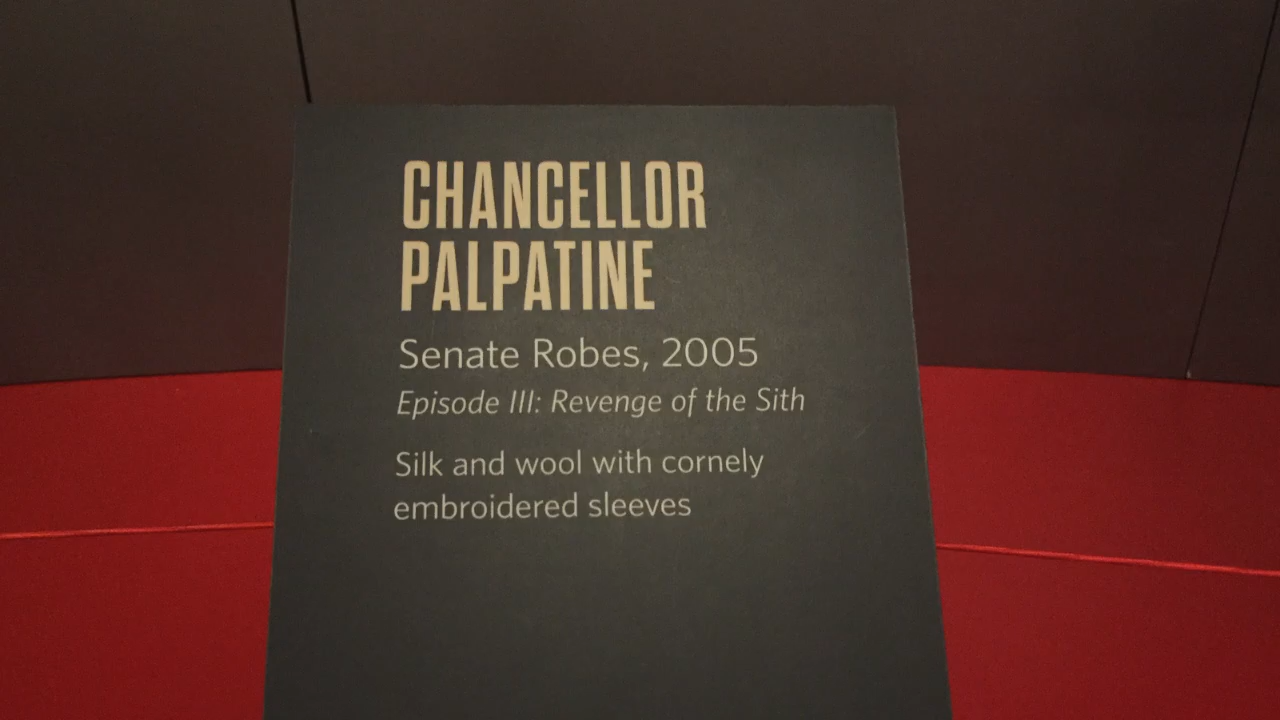 CHANCELLOR
PALPATINE
Senate Robes, 2005
Episode III: Revenge of the Sith
Silk and wool with cornely
embroidered sleeves